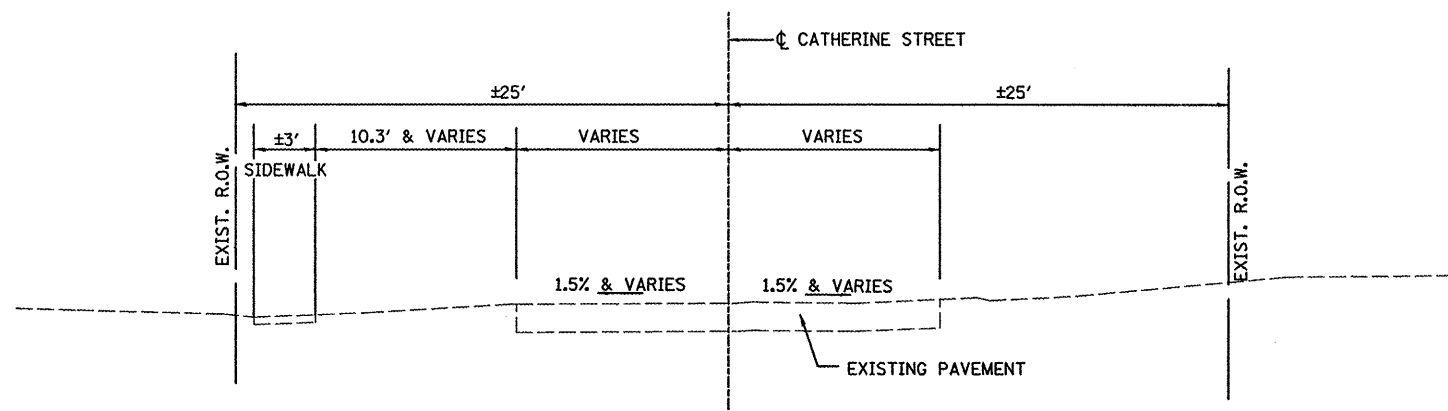 ℄ CATHERINE STREET
±25'
±25'
±3'
10.3' & VARIES
VARIES
VARIES
SIDEWALK
EXIST. R.O.W.
EXIST. R.O.W.
1.5% & VARIES
1.5% & VARIES
EXISTING PAVEMENT